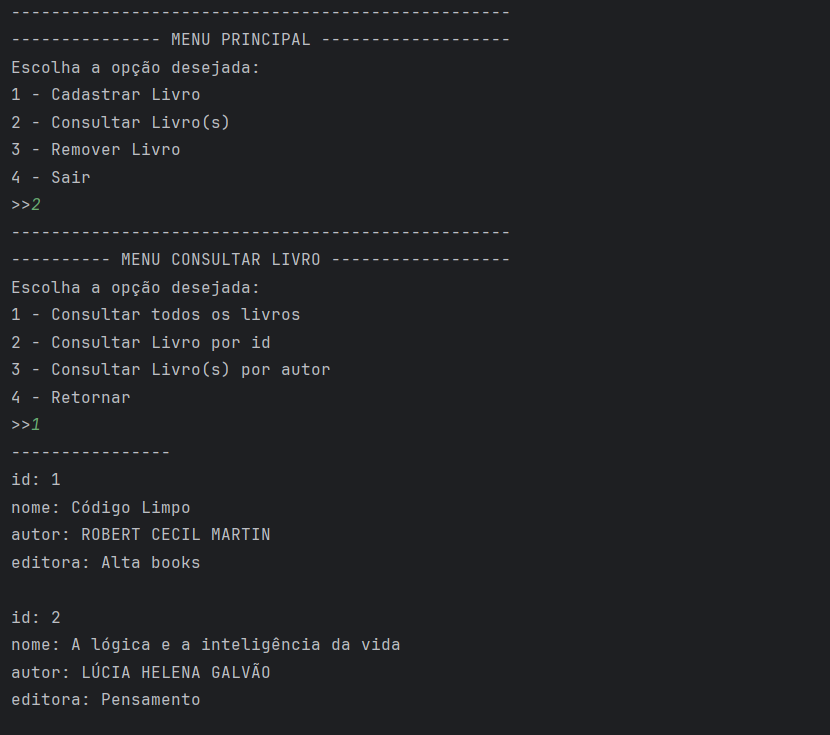 --------------------------------------------------
--------------- MENU PRINCIPAL -------------------
Escolha a opção desejada:
1 - Cadastrar Livro
2 - Consultar Livro(s)
3 - Remover Livro
4 - Sair
>>2
--------------------------------------------------
---------- MENU CONSULTAR LIVRO ------------------
Escolha a opção desejada:
1 - Consultar todos os livros
2 - Consultar Livro por id
3 - Consultar Livro(s) por autor
4 - Retornar
>>1
----------------
id: 1
nome: Código Limpo
autor: ROBERT CECIL MARTIN
editora: Alta books
id: 2
nome: A lógica e a inteligência da vida
autor: LÚCIA HELENA GALVÃO
editora: Pensamento